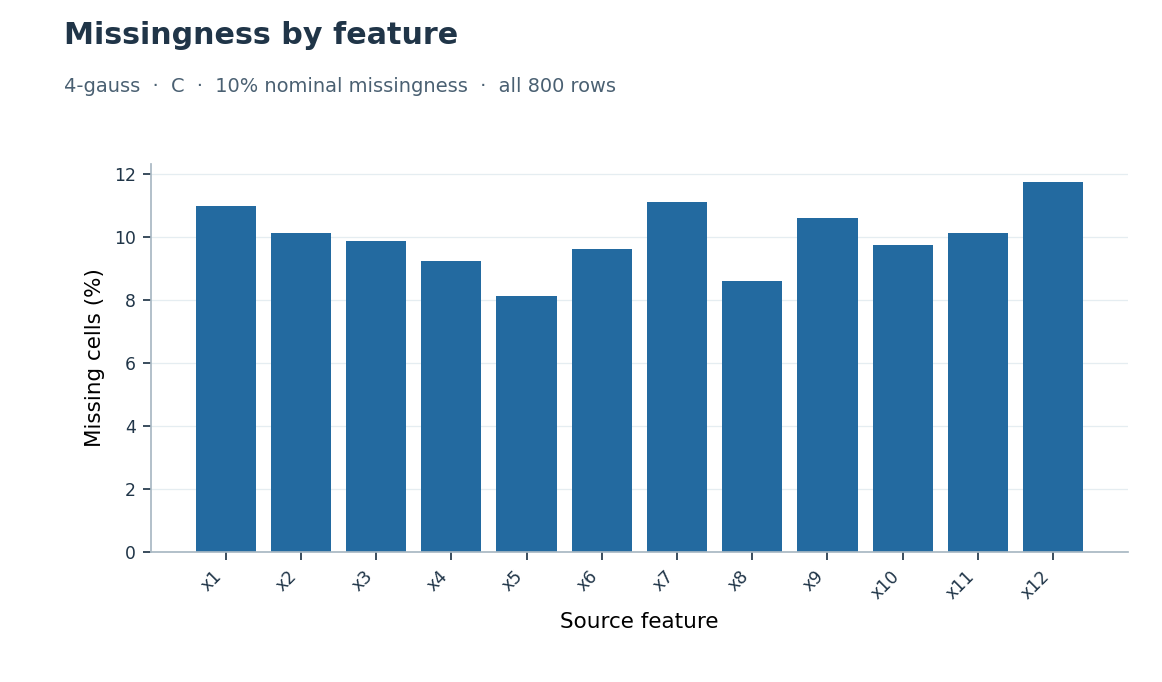 Missingness by feature
4-gauss · C · 10% nominal missingness · all 800 rows
12
10
8
6
4
2
0
Missing cells (%)
x1 x2 x3 x4 x5 x6 x7 x8 x9 x10 x11 x12
Source feature